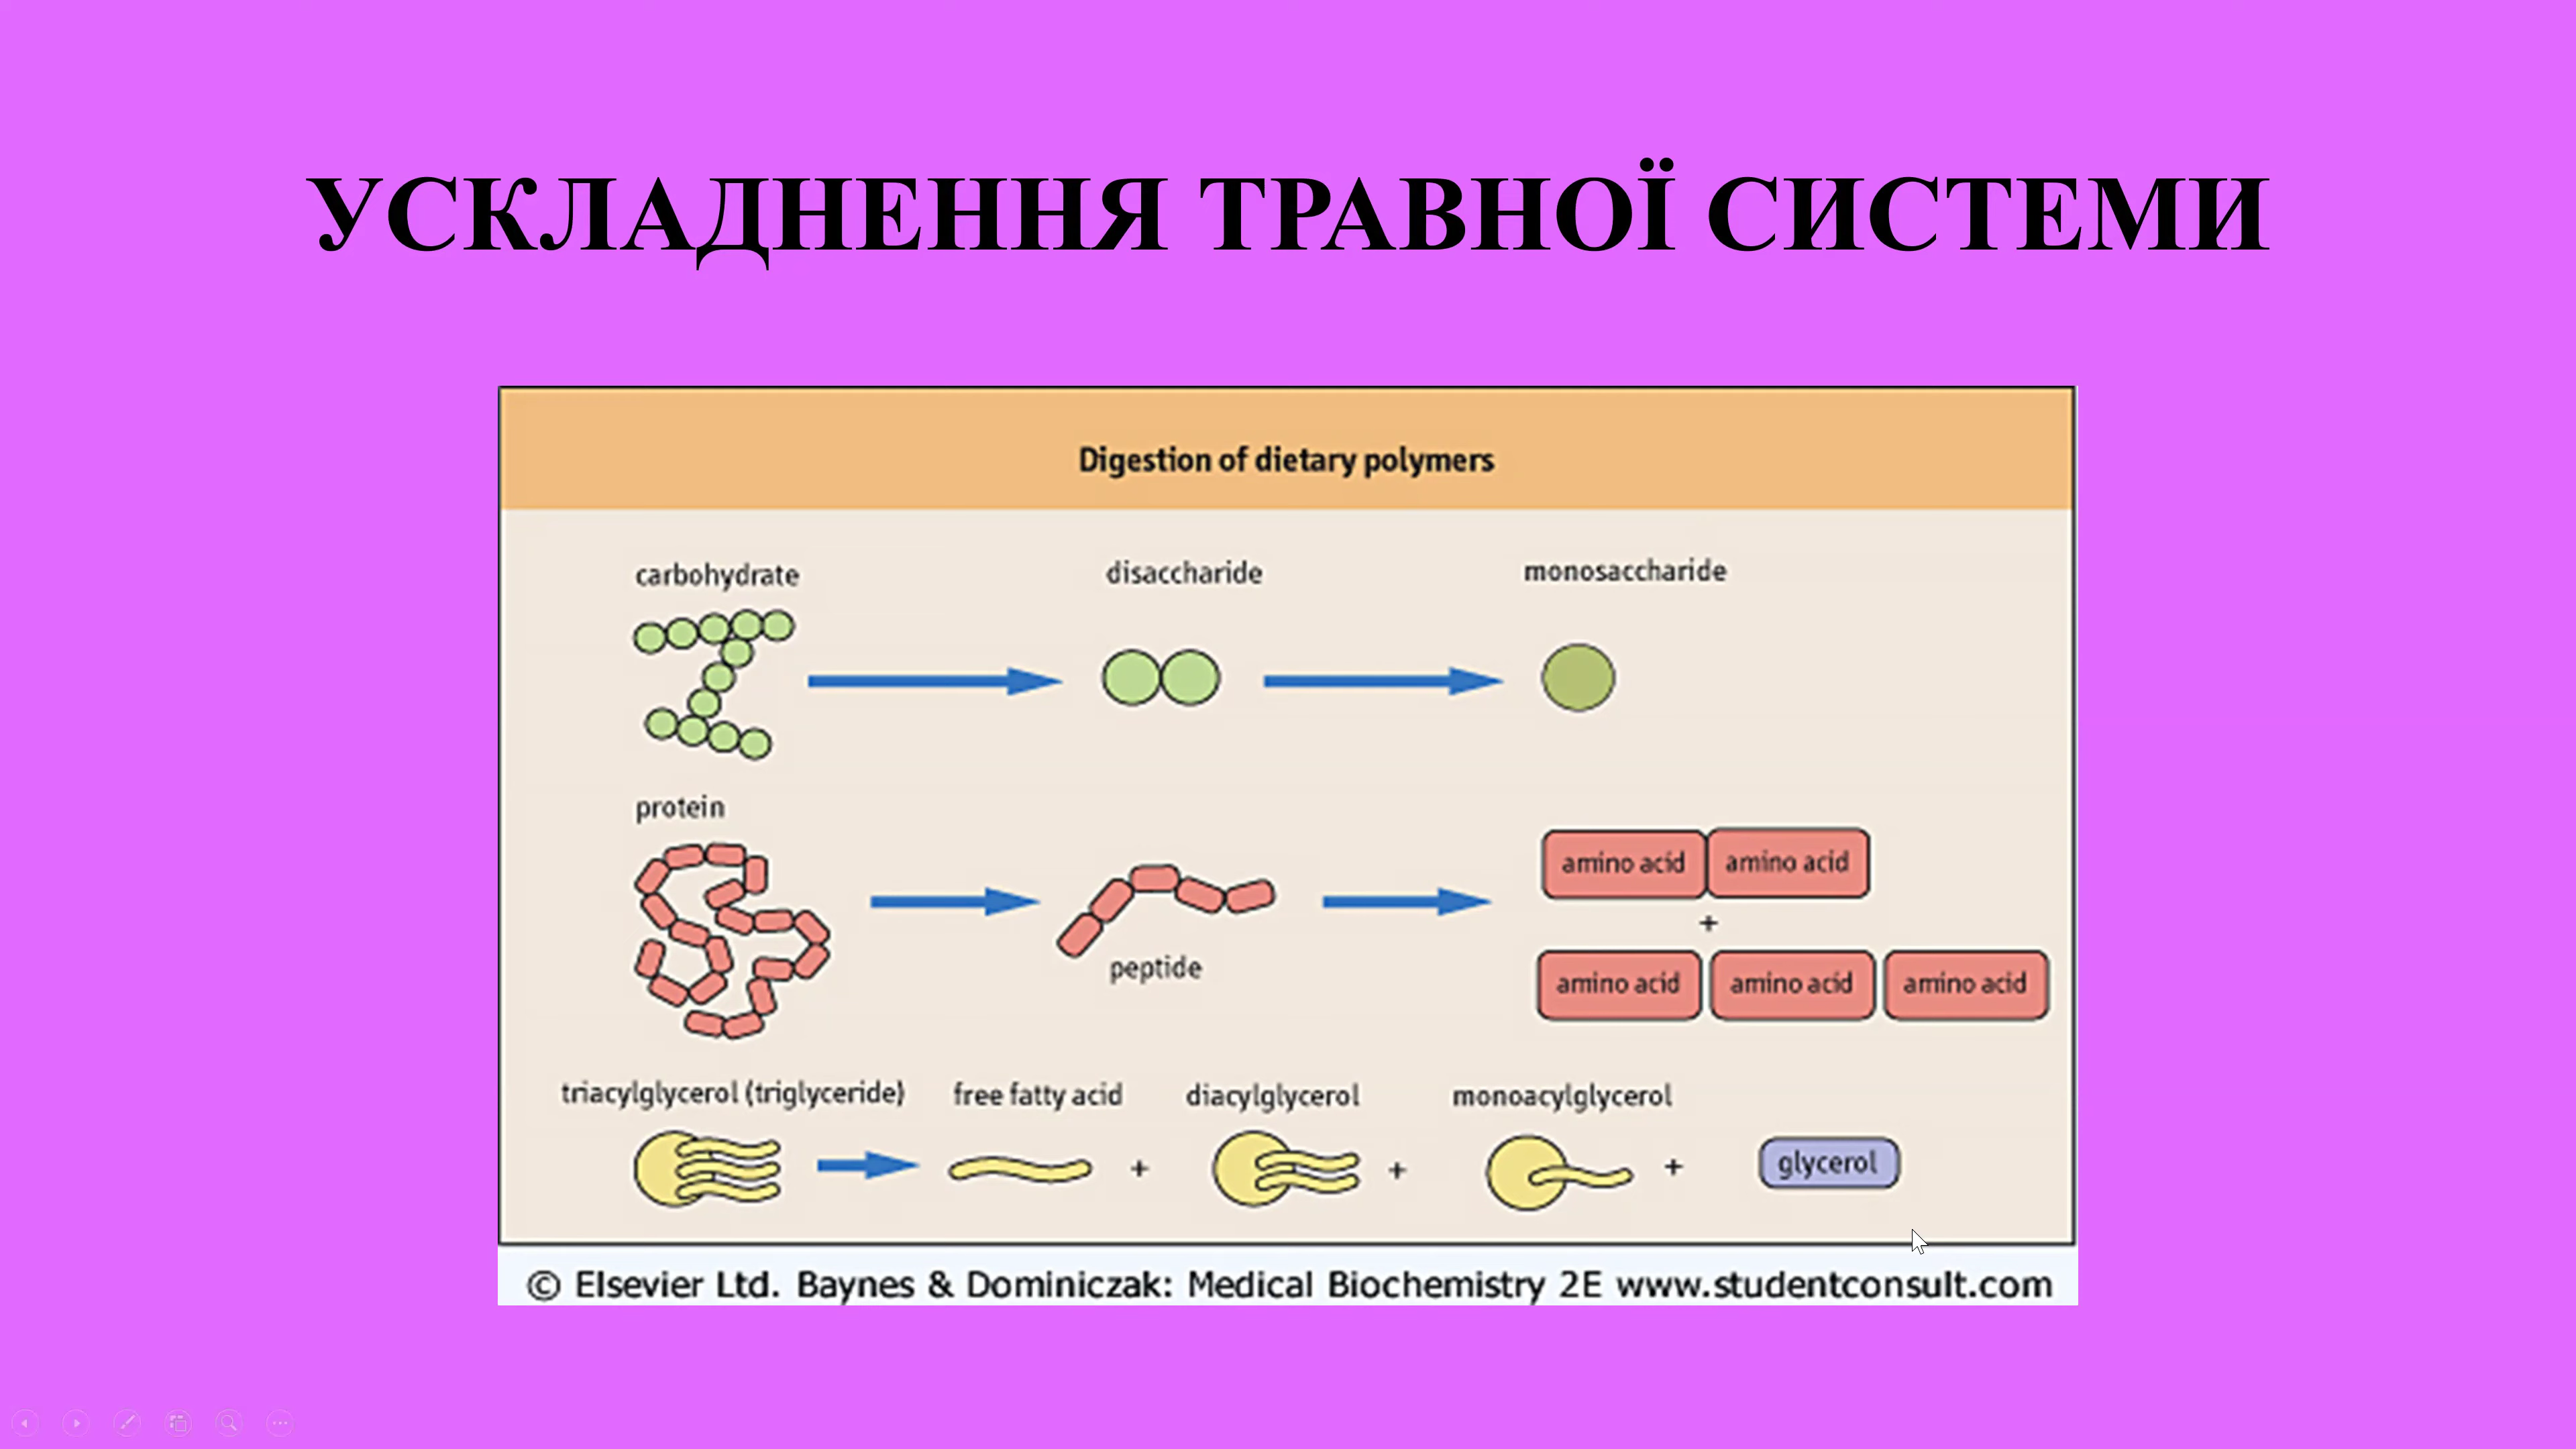 УСКЛАДНЕННЯ ТРАВНОЇ СИСТЕМИ
Digestion of dietary polymers
carbohydrate disaccharide monosaccharide
protein
amino acid amino acid
+
peptide
amino acid amino acid amino acid
triacylglycerol (triglyceride) free fatty acid diacylglycerol monoacylglycerol
+ + + glycerol
© Elsevier Ltd. Baynes & Dominiczak: Medical Biochemistry 2E www.studentconsult.com